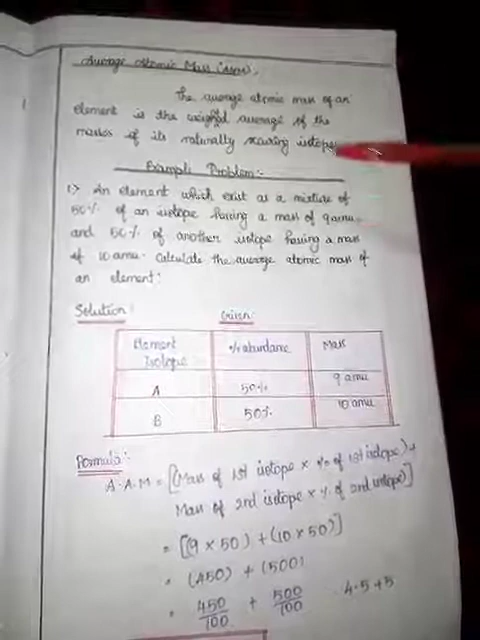 Average Atomic Mass (AAM).
The average atomic mass of an
element is the weighted average of the
masses of its naturally occuring isotopes
Example Problem:-
1) An element which exist as a mixture of
50% of an isotope having a mass of 9 amu
and 50% of another isotope having a mass
of 10 amu. Calculate the average atomic mass of
an element:
Solution: Given:
Element Isotope % abundance Mass
A 50% 9 amu
B 50% 10 amu
Formula:
A.A.M = [(Mass of 1st isotope x % of 1st isotope) +
Mass of 2nd isotope x % of 2nd isotope)]
= [(9 x 50) + (10 x 50)]
= (450) + (500)
= 450/100 + 500/100 4.5 + 5